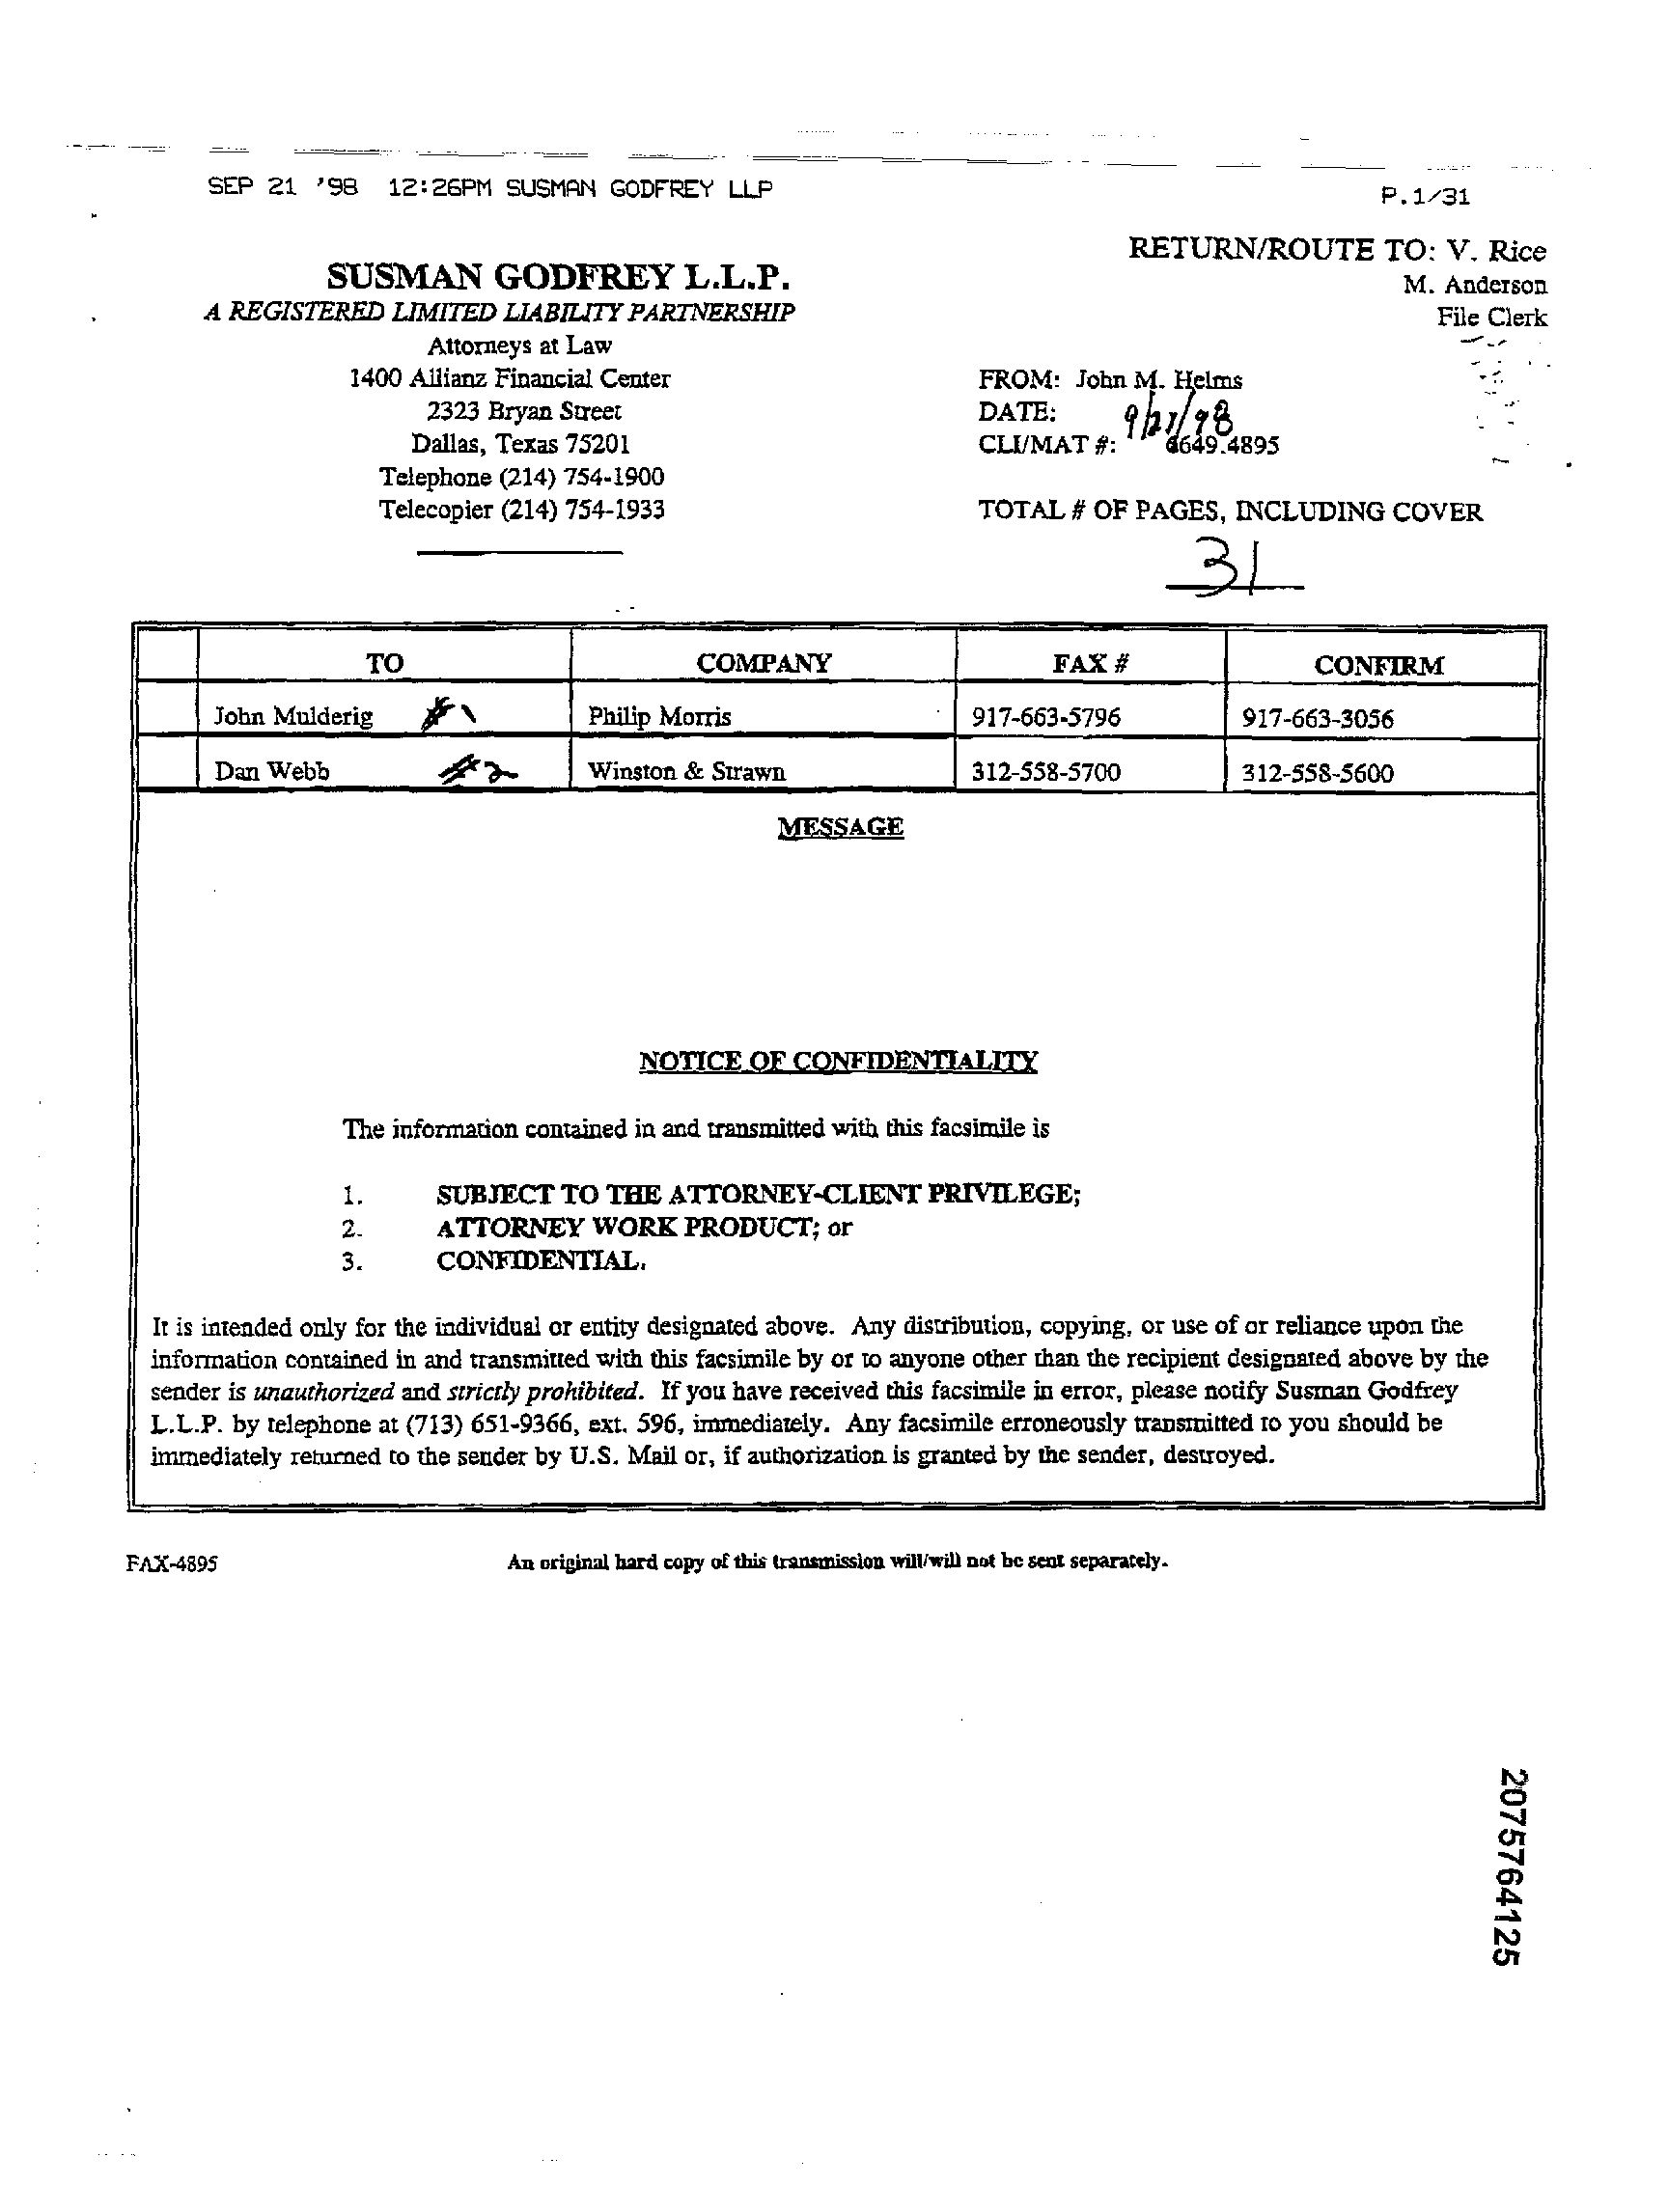 SEP 21 '98 12:26PM SUSMAN GODFREY LLP
P.1/31
RETURN/ROUTE TO: V. Rice
M. Anderson
File Clerk
SUSMAN GODFREY L.L.P.
A REGISTERED LIMITED LIABILITY PARTNERSHIP
Attorneys at Law
1400 Allianz Financial Center
2323 Bryan Street
Dallas, Texas 75201
Telephone (214) 754-1900
Telecopier (214) 754-1933
FROM: John M. Helms
DATE: 9/21/98
CLI/MAT #: 649.4895
TOTAL # OF PAGES, INCLUDING COVER
31
TO COMPANY FAX # CONFIRM
John Mulderig #1 Philip Morris 917-663-5796 917-663-3056
Dan Webb #2 Winston & Strawn 312-558-5700 312-558-5600
MESSAGE
NOTICE OF CONFIDENTIALITY
The information contained in and transmitted with this facsimile is
1. SUBJECT TO THE ATTORNEY-CLIENT PRIVILEGE;
2. ATTORNEY WORK PRODUCT; or
3. CONFIDENTIAL.
It is intended only for the individual or entity designated above. Any distribution, copying, or use of or reliance upon the
information contained in and transmitted with this facsimile by or to anyone other than the recipient designated above by the
sender is unauthorized and strictly prohibited. If you have received this facsimile in error, please notify Susman Godfrey
L.L.P. by telephone at (713) 651-9366, ext. 596, immediately. Any facsimile erroneously transmitted to you should be
immediately returned to the sender by U.S. Mail or, if authorization is granted by the sender, destroyed.
FAX-4895
An original hard copy of this transmission will/will not be sent separately.
2075764125